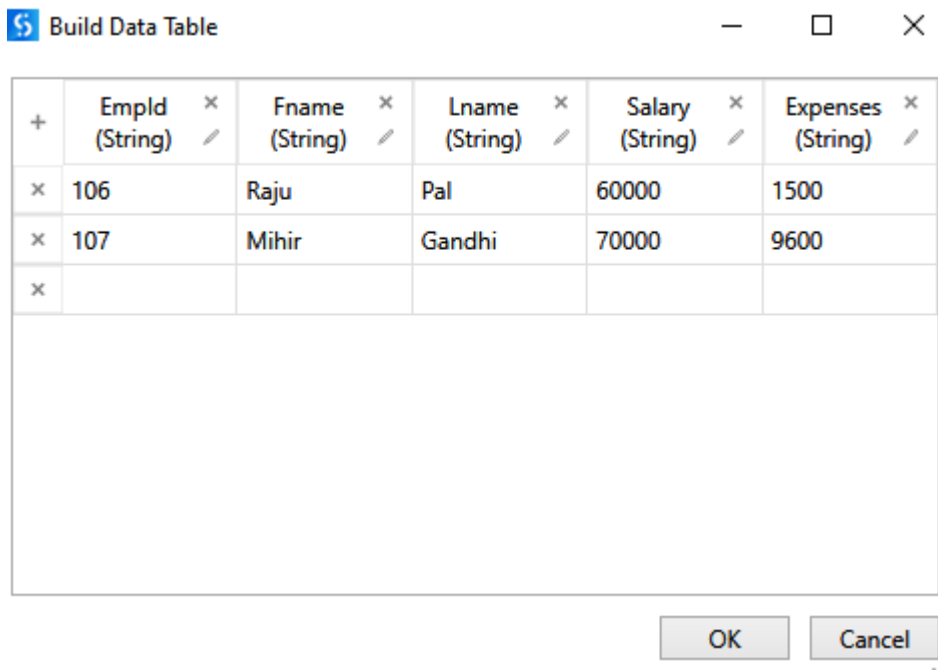 Build Data Table
EmpId (String) Fname (String) Lname (String) Salary (String) Expenses (String)
106 Raju Pal 60000 1500
107 Mihir Gandhi 70000 9600
OK Cancel